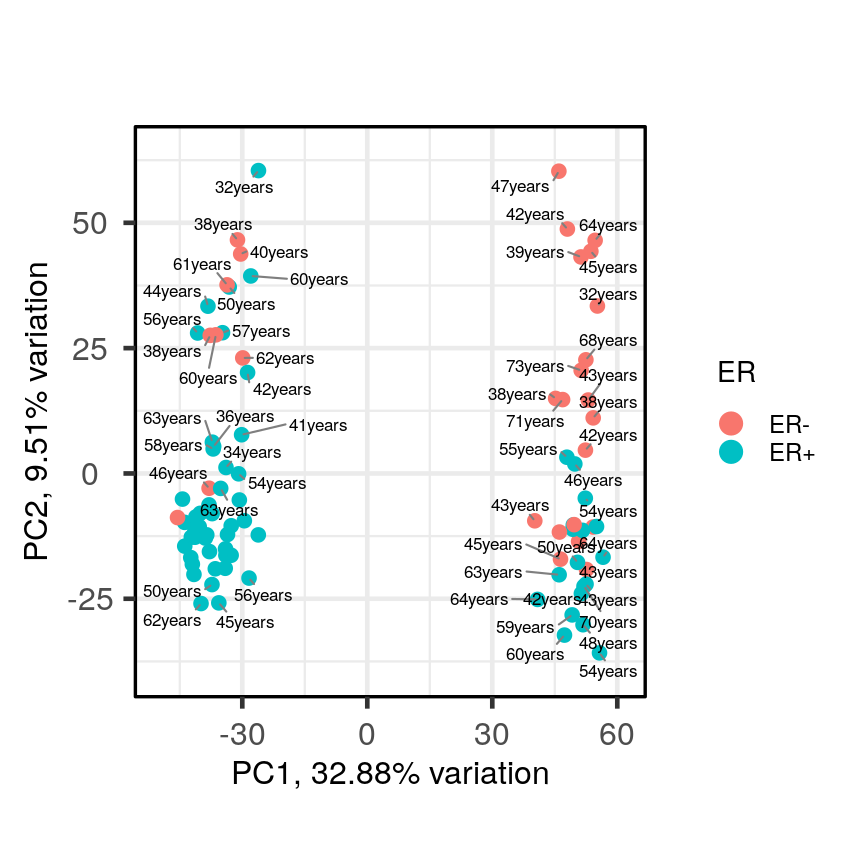 32years
47years
38years
42years
64years
40years
39years
61years
45years
60years
44years
50years
32years
56years
57years
38years
68years
62years
73years
43years
60years
42years
38years
38years
63years
36years
41years
71years
58years
34years
42years
55years
46years
54years
46years
43years
54years
63years
45years
50years
64years
63years
43years
50years
56years
64years
42years
43years
62years
45years
59years
70years
48years
60years
54years
50
25
0
-25
-30
0
30
60
PC1, 32.88% variation
PC2, 9.51% variation
ER
ER-
ER+